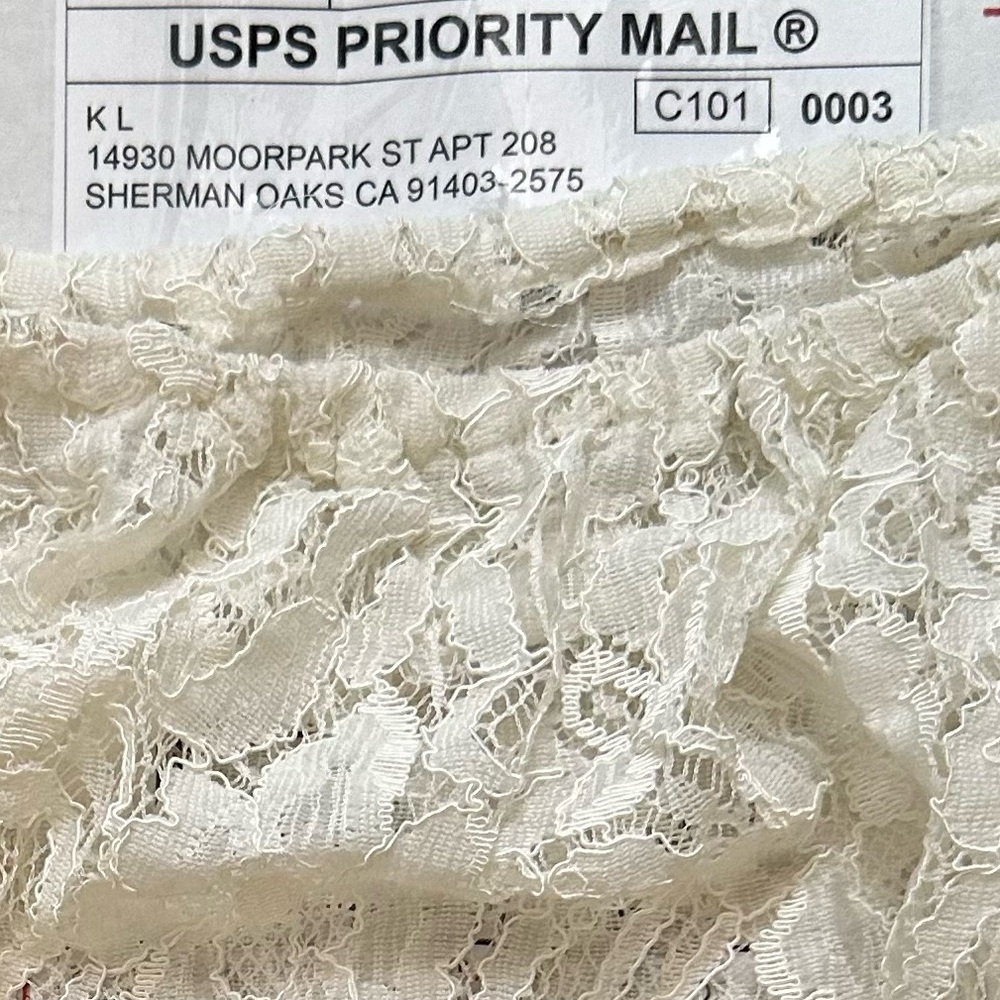 USPS PRIORITY MAIL ®
K L
C101 0003
14930 MOORPARK ST APT 208
SHERMAN OAKS CA 91403-2575